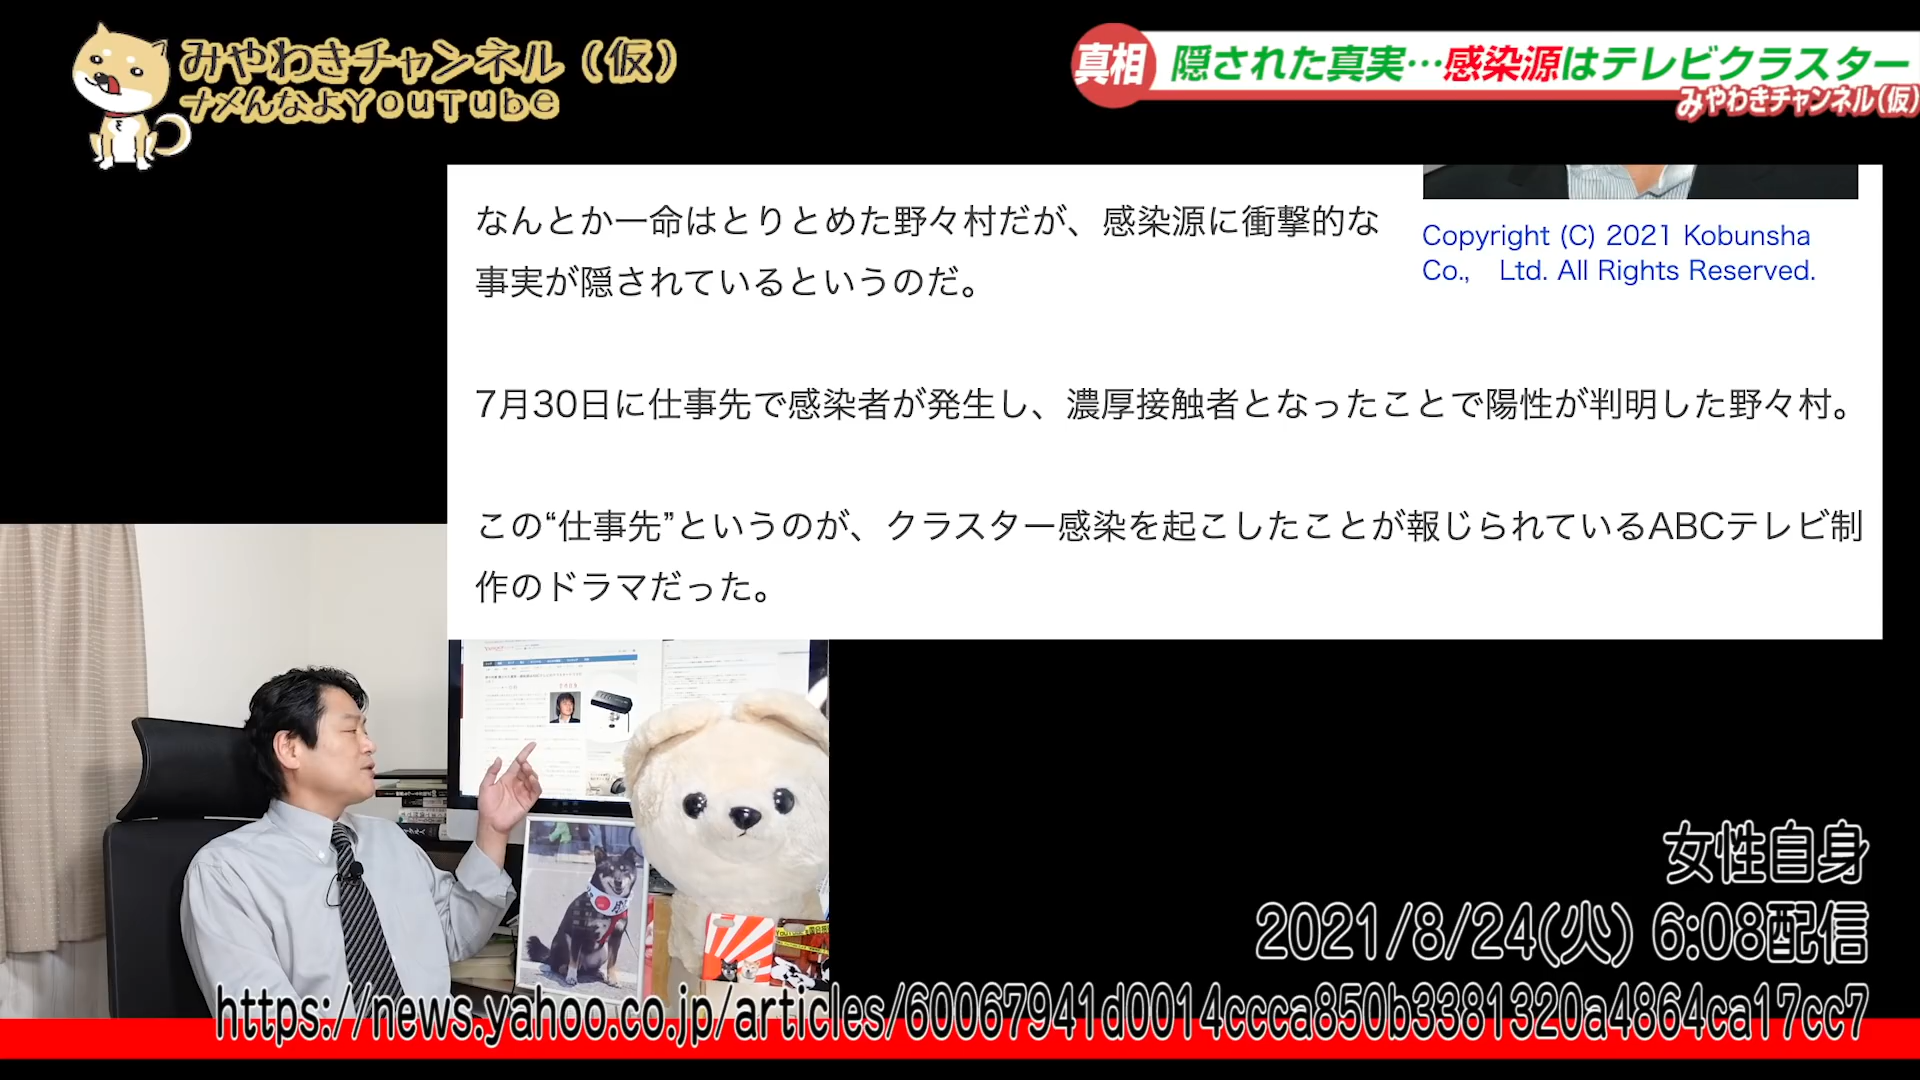 みやわきチャンネル（仮）
ナメんなよYouTube
真相 隠された真実…感染源はテレビクラスター
みやわきチャンネル(仮)
なんとか一命はとりとめた野々村だが、感染源に衝撃的な
事実が隠されているというのだ。
Copyright (C) 2021 Kobunsha
Co.,　Ltd. All Rights Reserved.
7月30日に仕事先で感染者が発生し、濃厚接触者となったことで陽性が判明した野々村。
この“仕事先”というのが、クラスター感染を起こしたことが報じられているABCテレビ制
作のドラマだった。
女性自身
2021/8/24(火) 6:08配信
https://news.yahoo.co.jp/articles/60067941d0014ccca850b3381320a4864ca17cc7